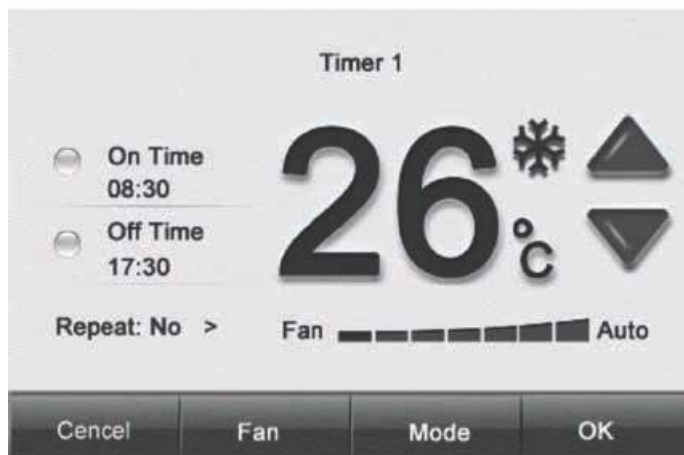 Timer 1
On Time
08:30
Off Time
17:30
26 °C
Repeat: No >
Fan Auto
Cencel Fan Mode OK